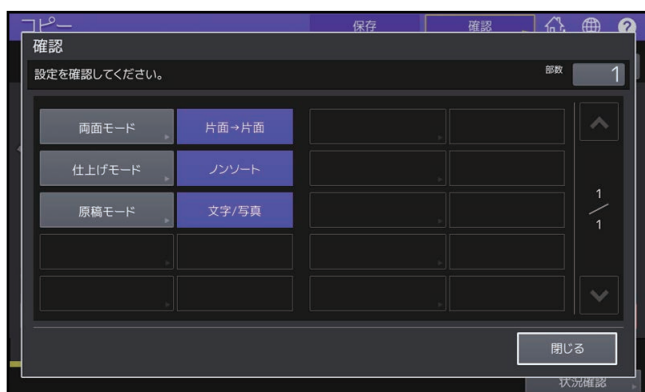 コピー 保存 確認
確認
設定を確認してください。 部数 1
両面モード 片面→片面
仕上げモード ノンソート
1
原稿モード 文字/写真
1
閉じる
状況確認